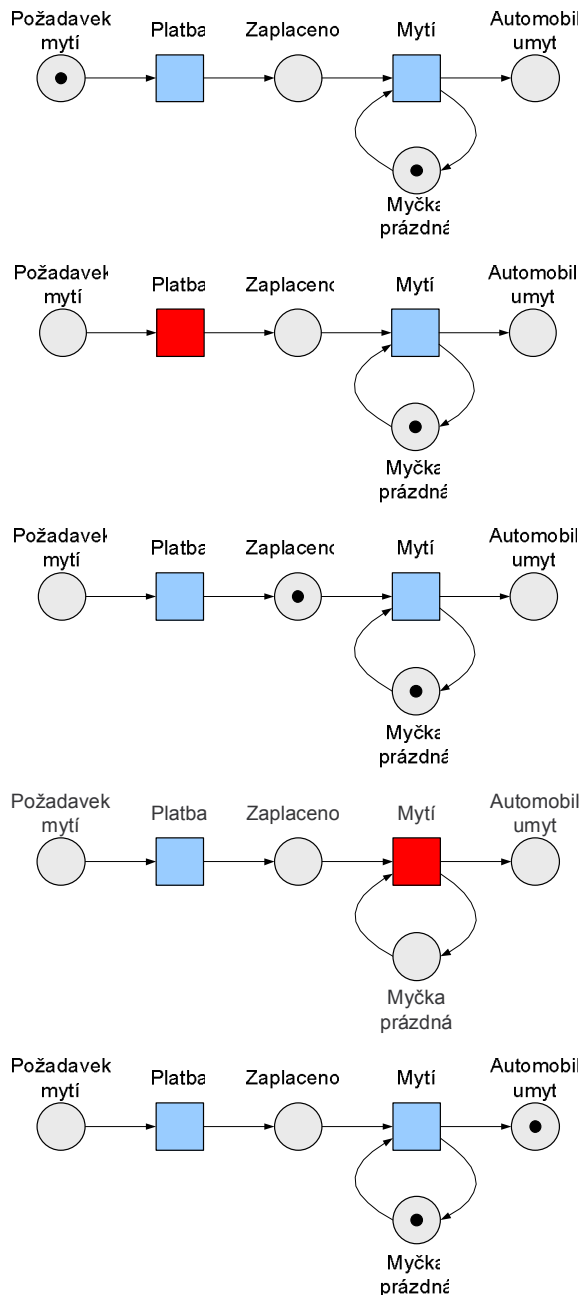 Požadavek
mytí
Platba
Zaplaceno
Mytí
Automobil
umyt
Myčka
prázdná
Požadavek
mytí
Platba
Zaplaceno
Mytí
Automobil
umyt
Myčka
prázdná
Požadavek
mytí
Platba
Zaplaceno
Mytí
Automobil
umyt
Myčka
prázdná
Požadavek
mytí
Platba
Zaplaceno
Mytí
Automobil
umyt
Myčka
prázdná
Požadavek
mytí
Platba
Zaplaceno
Mytí
Automobil
umyt
Myčka
prázdná